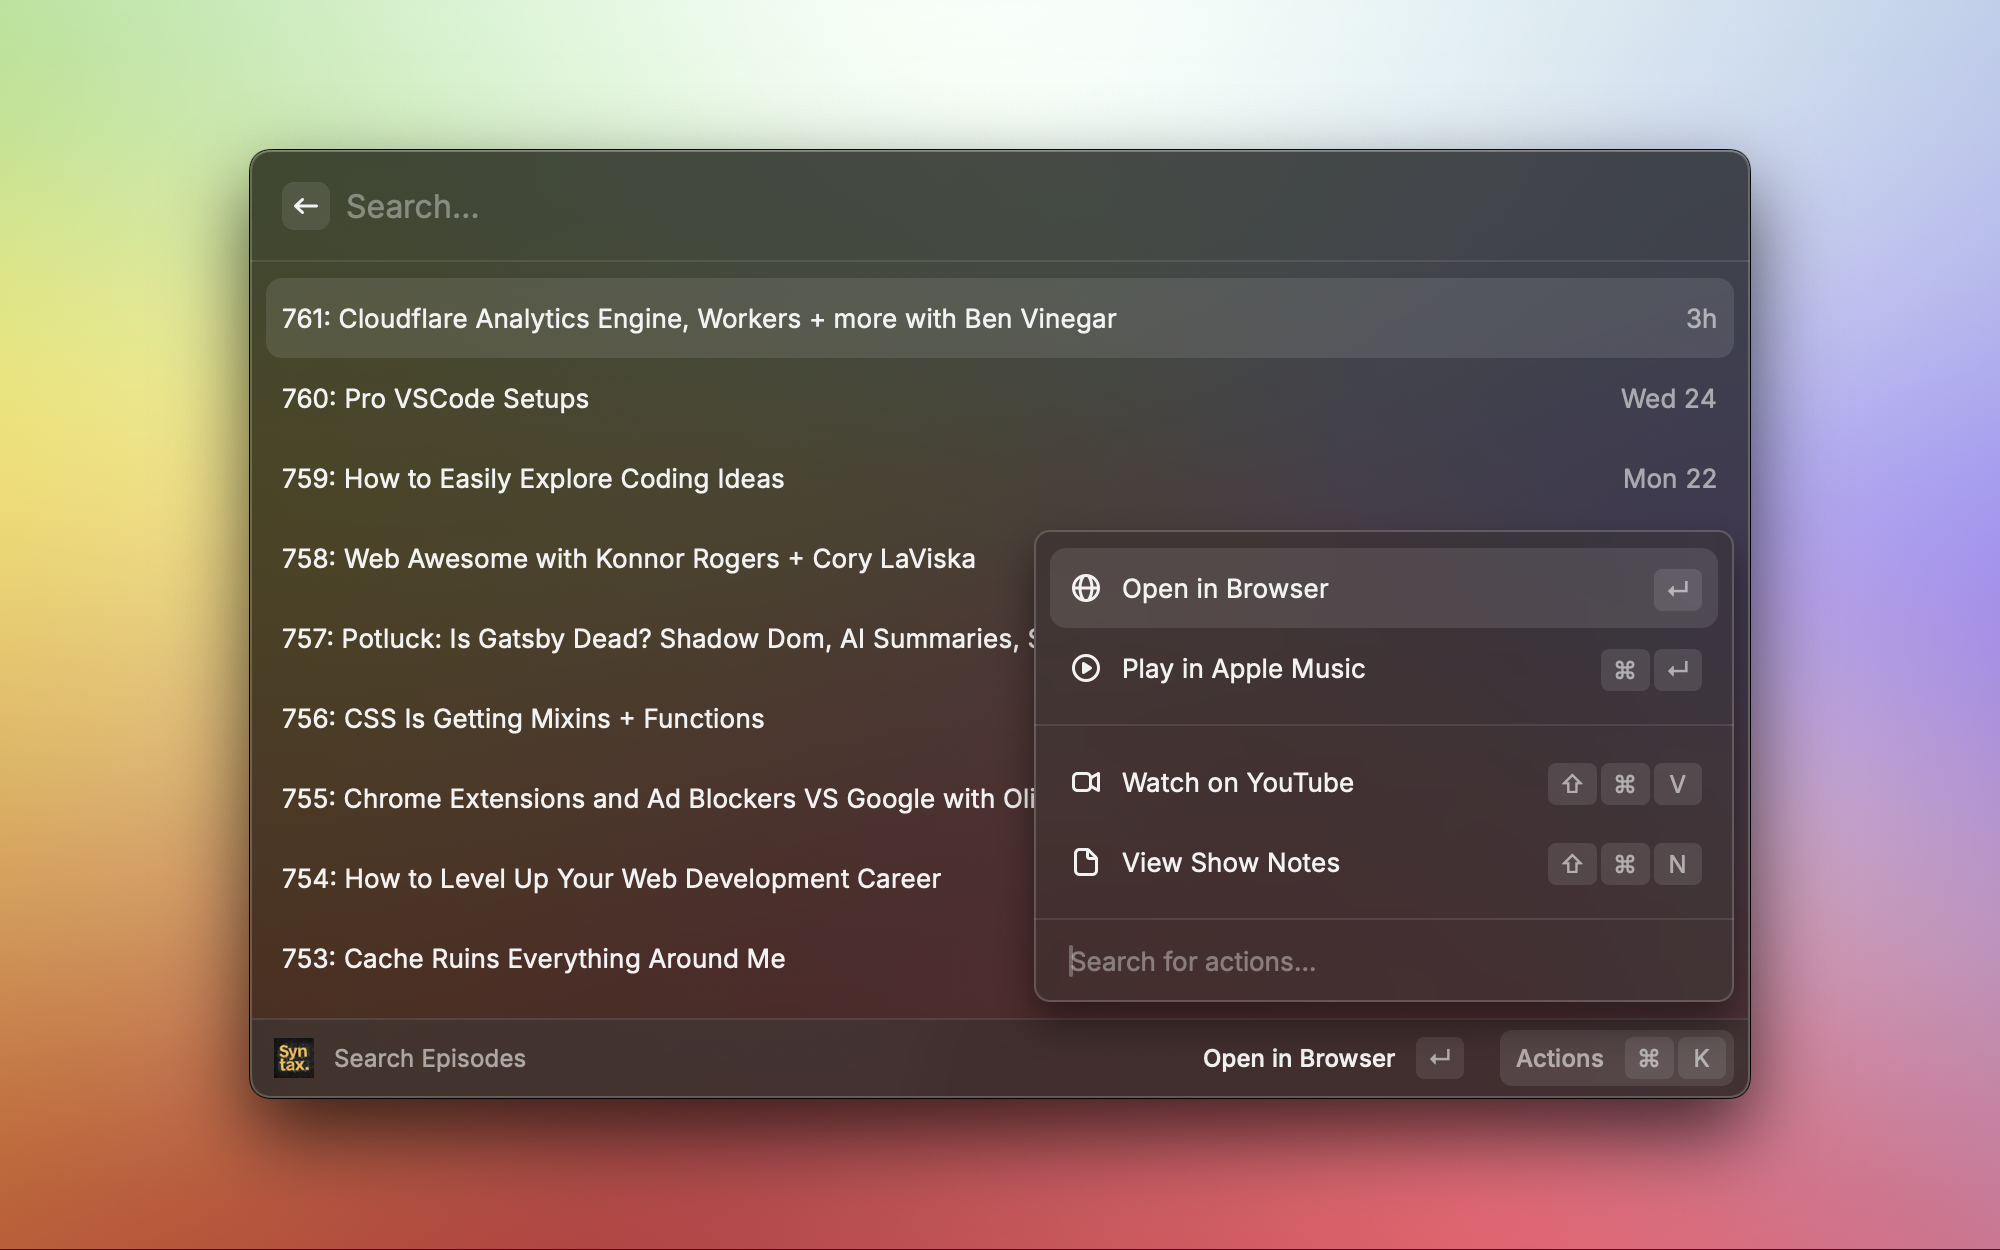 Search...
761: Cloudflare Analytics Engine, Workers + more with Ben Vinegar 3h
760: Pro VSCode Setups Wed 24
759: How to Easily Explore Coding Ideas Mon 22
758: Web Awesome with Konnor Rogers + Cory LaViska
757: Potluck: Is Gatsby Dead? Shadow Dom, AI Summaries,
756: CSS Is Getting Mixins + Functions
755: Chrome Extensions and Ad Blockers VS Google with Oli
754: How to Level Up Your Web Development Career
753: Cache Ruins Everything Around Me
Open in Browser ↵
Play in Apple Music ⌘ ↵
Watch on YouTube ⇧ ⌘ V
View Show Notes ⇧ ⌘ N
Search for actions...
Syn
tax.
Search Episodes
Open in Browser ↵ Actions ⌘ K